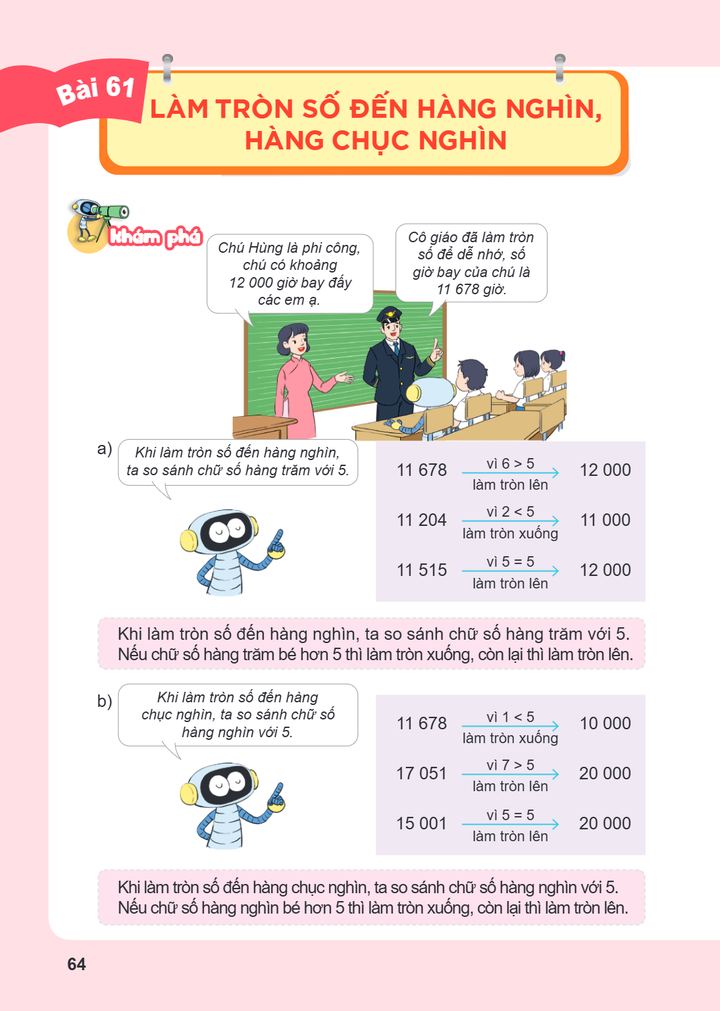 Bài 61
LÀM TRÒN SỐ ĐẾN HÀNG NGHÌN,
HÀNG CHỤC NGHÌN
Khám phá
Chú Hùng là phi công,
chú có khoảng
12 000 giờ bay đấy
các em ạ.
Cô giáo đã làm tròn
số để dễ nhớ, số
giờ bay của chú là
11 678 giờ.
a)
Khi làm tròn số đến hàng nghìn,
ta so sánh chữ số hàng trăm với 5.
11 678 vì 6 > 5 12 000
làm tròn lên
11 204 vì 2 < 5 11 000
làm tròn xuống
11 515 vì 5 = 5 12 000
làm tròn lên
Khi làm tròn số đến hàng nghìn, ta so sánh chữ số hàng trăm với 5.
Nếu chữ số hàng trăm bé hơn 5 thì làm tròn xuống, còn lại thì làm tròn lên.
b)
Khi làm tròn số đến hàng
chục nghìn, ta so sánh chữ số
hàng nghìn với 5.
11 678 vì 1 < 5 10 000
làm tròn xuống
17 051 vì 7 > 5 20 000
làm tròn lên
15 001 vì 5 = 5 20 000
làm tròn lên
Khi làm tròn số đến hàng chục nghìn, ta so sánh chữ số hàng nghìn với 5.
Nếu chữ số hàng nghìn bé hơn 5 thì làm tròn xuống, còn lại thì làm tròn lên.
64